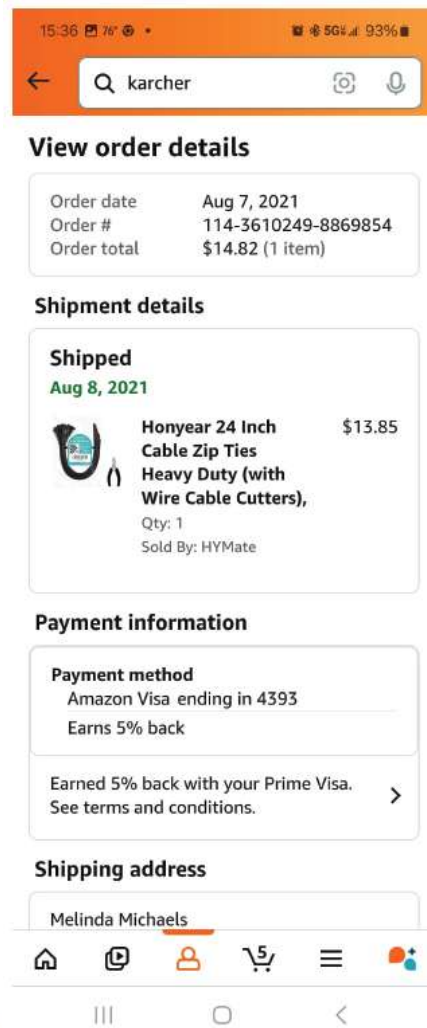 15:36 76° 5G 93%
karcher
View order details
Order date Aug 7, 2021
Order # 114-3610249-8869854
Order total $14.82 (1 item)
Shipment details
Shipped
Aug 8, 2021
Honyear 24 Inch $13.85
Cable Zip Ties
Heavy Duty (with
Wire Cable Cutters),
Qty: 1
Sold By: HYMate
Payment information
Payment method
Amazon Visa ending in 4393
Earns 5% back
Earned 5% back with your Prime Visa.
See terms and conditions.
Shipping address
Melinda Michaels
5